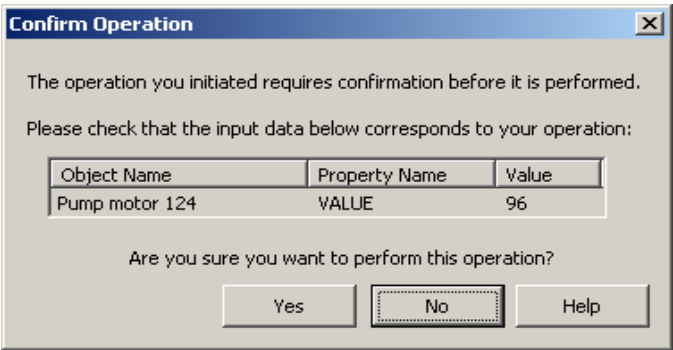 Confirm Operation
The operation you initiated requires confirmation before it is performed.
Please check that the input data below corresponds to your operation:
Object Name Property Name Value
Pump motor 124 VALUE 96
Are you sure you want to perform this operation?
Yes No Help